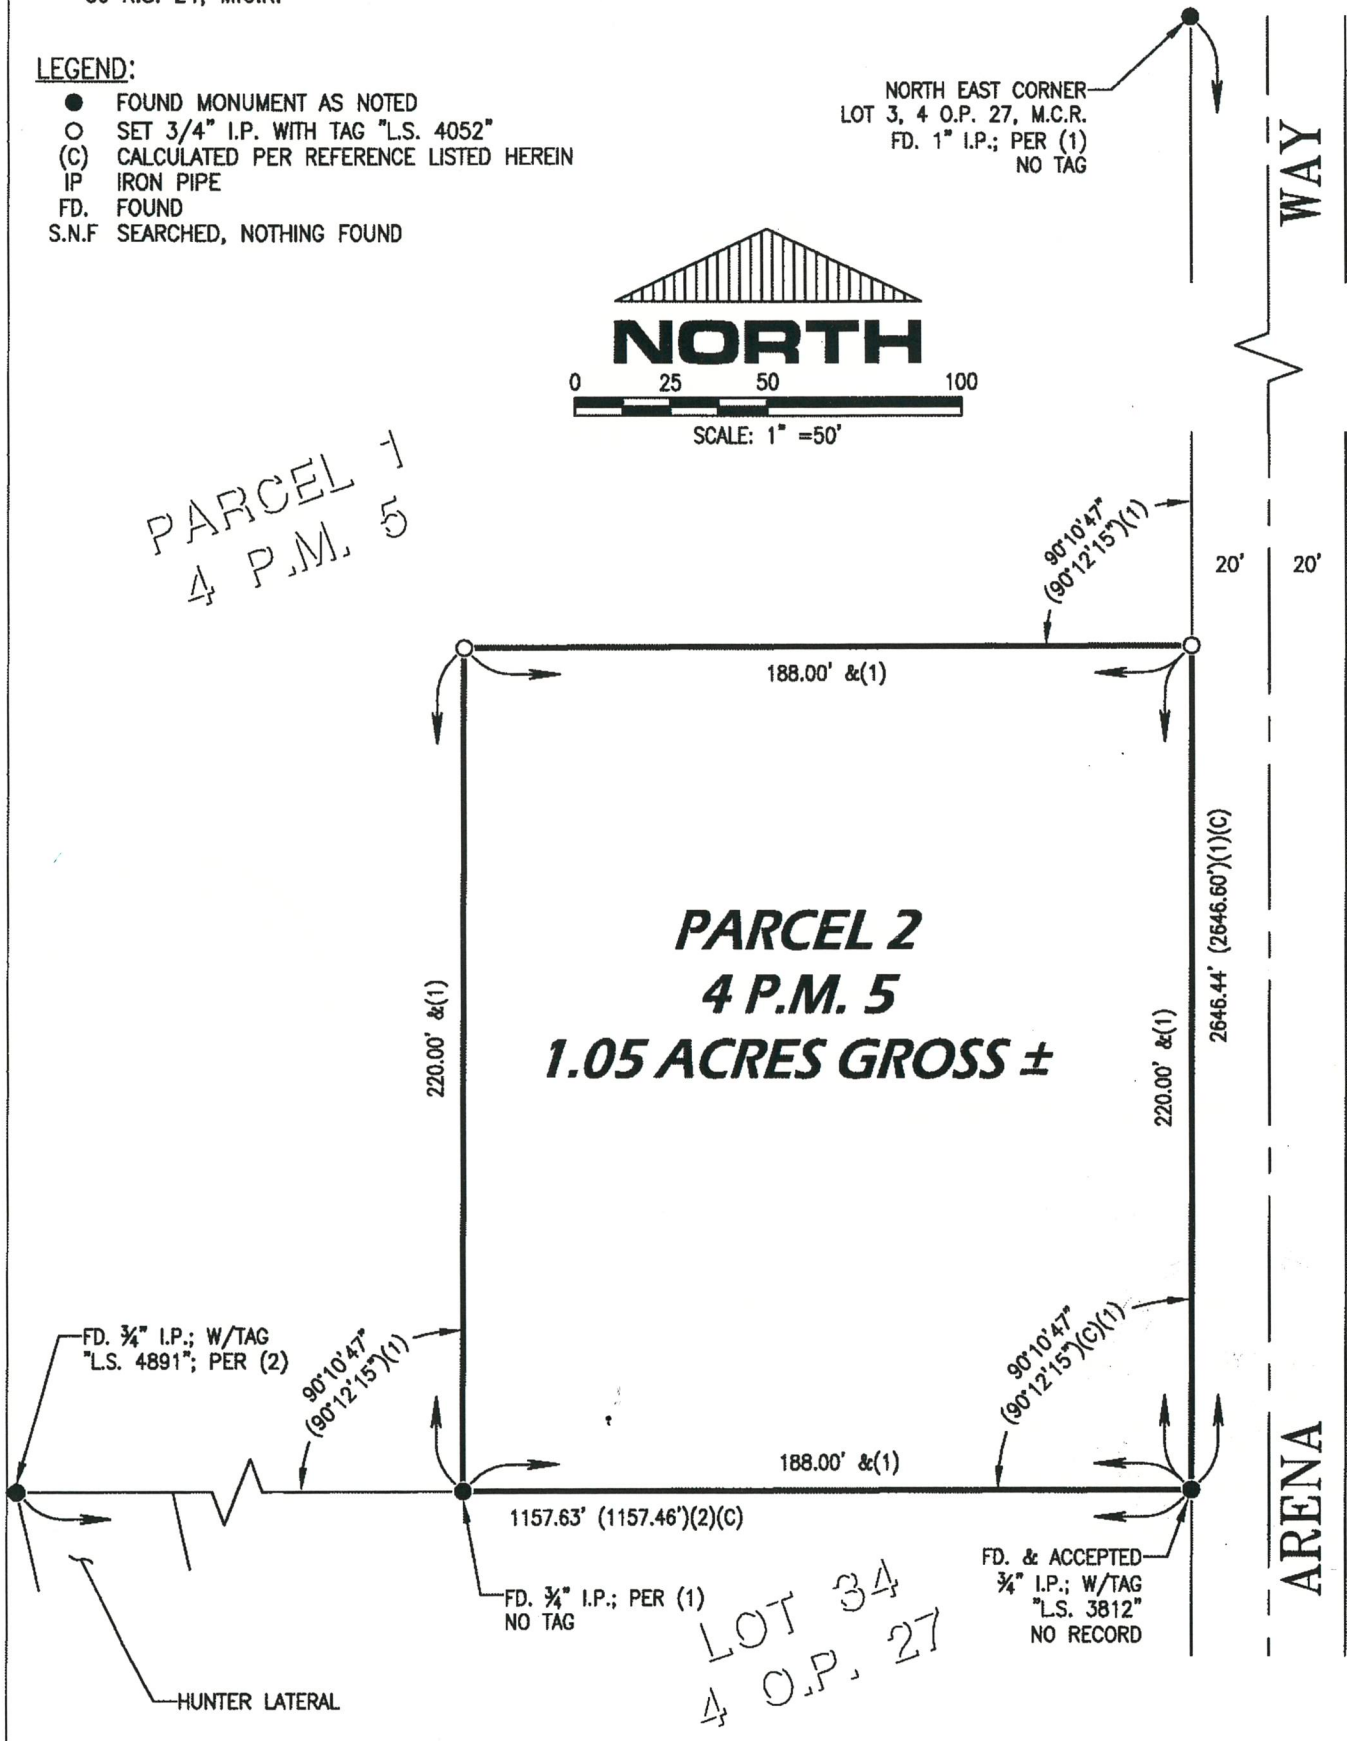 LEGEND:
● FOUND MONUMENT AS NOTED
○ SET 3/4" I.P. WITH TAG "L.S. 4052"
(C) CALCULATED PER REFERENCE LISTED HEREIN
IP IRON PIPE
FD. FOUND
S.N.F SEARCHED, NOTHING FOUND
NORTH EAST CORNER
LOT 3, 4 O.P. 27, M.C.R.
FD. 1" I.P.; PER (1)
NO TAG
WAY
NORTH
0 25 50 100
SCALE: 1" =50'
PARCEL 1
4 P.M. 5
90°10'47"
(90°12'15")(1)
20' 20'
188.00' &(1)
2646.44' (2646.60')(1)(C)
220.00' &(1)
PARCEL 2
4 P.M. 5
1.05 ACRES GROSS ±
220.00' &(1)
FD. ¾" I.P.; W/TAG
"L.S. 4891"; PER (2)
90°10'47"
(90°12'15")(1)
90°10'47"
(90°12'15")(C)(1)
188.00' &(1)
1157.63' (1157.46')(2)(C)
ARENA
FD. ¾" I.P.; PER (1)
NO TAG
FD. & ACCEPTED
¾" I.P.; W/TAG
"L.S. 3812"
NO RECORD
LOT 34
4 O.P. 27
HUNTER LATERAL